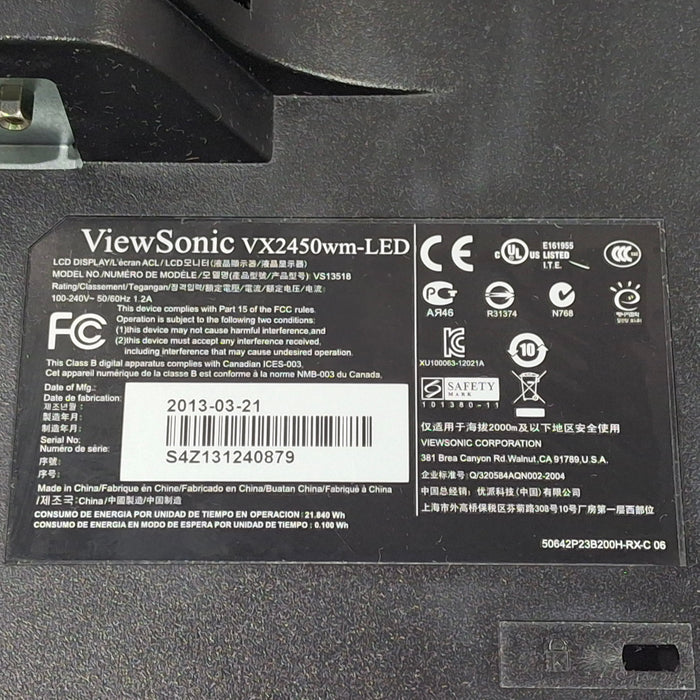 ViewSonic VX2450wm-LED
LCD DISPLAY/L'écran ACL/LCD모니터(液晶顯示器/液晶显示器)
MODEL NO./NUMÉRO DE MODÈLE/모델명(產品型號/产品型号) VS13518
Rating/Classement/Tegangan/정격입력/額定電壓/電流/额定电压/电流:
100-240V~ 50/60Hz 1.2A
FC
This device complies with Part 15 of the FCC rules.
Operation is subject to the following two conditions:
(1)this device may not cause harmful interference,and
(2)this device must accept any interference received,
including interference that may cause undesired operation.
This Class B digital apparatus complies with Canadian ICES-003,
Cet appareil numérique de la classe B est conforme à la norme NMB-003 du Canada.
Date of Mfg.:
Date de fabrication:
제조년월:
製造年月:
制造年月:
2013-03-21
Serial No.:
Numéro de série:
序號:
序号:
S4Z131240879
Made in China/Fabriqué en Chine/Fabricado en China/Buatan China/Fabriqué à China
/제조국:China/中國製造/中国制造
CONSUMO DE ENERGIA POR UNIDAD DE TIEMPO EN OPERACION : 21.840 Wh
CONSUMO DE ENERGIA EN MODO DE ESPERA POR UNIDAD DE TIEMPO : 0.100 Wh
CE
C UL US LISTED
E161955
I.T.E.
CCC
PG
АЯ46
R31374
N768
XU100063-12021A
10
S SAFETY
MARK
101380-11
仅适用于海拔2000m及以下地区安全使用
VIEWSONIC CORPORATION
381 Brea Canyon Rd.Walnut,CA 91789,U.S.A.
企业标准号: Q/320584AQN002-2004
中国总经销: 优派科技(中国)有限公司
上海市外高桥保税区芬菊路308号10号厂房第一层西部位
50642P23B200H-RX-C 06
K